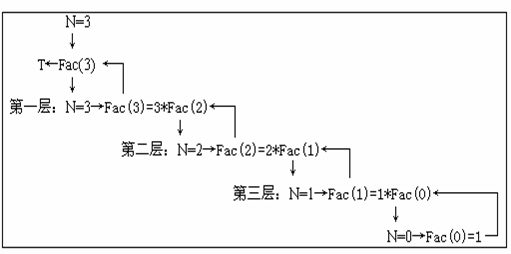 N=3
T←Fac(3)
第一层：N=3→Fac(3)=3*Fac(2)
第二层：N=2→Fac(2)=2*Fac(1)
第三层：N=1→Fac(1)=1*Fac(0)
N=0→Fac(0)=1